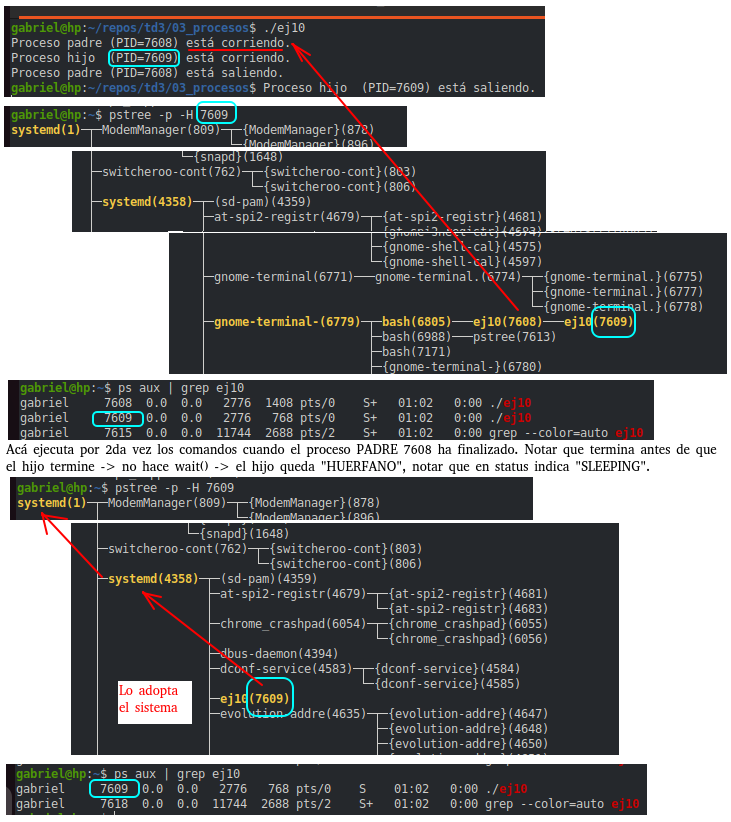 gabriel@hp:~/repos/td3/03_procesos$ ./ej10
Proceso padre (PID=7608) está corriendo.
Proceso hijo  (PID=7609) está corriendo.
Proceso padre (PID=7608) está saliendo.
gabriel@hp:~/repos/td3/03_procesos$ Proceso hijo  (PID=7609) está saliendo.
gabriel@hp:~$ pstree -p -H 7609
systemd(1)─┬─ModemManager(809)─┬─{ModemManager}(878)
└─{ModemManager}(896)
└─{snapd}(1648)
├─switcheroo-cont(762)─┬─{switcheroo-cont}(803)
└─{switcheroo-cont}(806)
├─systemd(4358)─┬─(sd-pam)(4359)
├─at-spi2-registr(4679)─┬─{at-spi2-registr}(4681)
├─{gnome-shell-cal}(4575)
└─{gnome-shell-cal}(4597)
├─gnome-terminal(6771)───gnome-terminal.(6774)─┬─{gnome-terminal.}(6775)
├─{gnome-terminal.}(6777)
└─{gnome-terminal.}(6778)
├─gnome-terminal-(6779)─┬─bash(6805)───ej10(7608)───ej10(7609)
├─bash(6988)───pstree(7613)
├─bash(7171)
├─{gnome-terminal-}(6780)
gabriel@hp:~$ ps aux | grep ej10
gabriel     7608  0.0  0.0   2776  1408 pts/0    S+   01:02   0:00 ./ej10
gabriel     7609  0.0  0.0   2776   768 pts/0    S+   01:02   0:00 ./ej10
gabriel     7615  0.0  0.0  11744  2688 pts/2    S+   01:02   0:00 grep --color=auto ej10
Acá ejecuta por 2da vez los comandos cuando el proceso PADRE 7608 ha finalizado. Notar que termina antes de que
el hijo termine -> no hace wait() -> el hijo queda "HUERFANO", notar que en status indica "SLEEPING".
gabriel@hp:~$ pstree -p -H 7609
systemd(1)─┬─ModemManager(809)─┬─{ModemManager}(878)
└─{ModemManager}(896)
└─{snapd}(1648)
├─switcheroo-cont(762)─┬─{switcheroo-cont}(803)
└─{switcheroo-cont}(806)
├─systemd(4358)─┬─(sd-pam)(4359)
├─at-spi2-registr(4679)─┬─{at-spi2-registr}(4681)
└─{at-spi2-registr}(4683)
├─chrome_crashpad(6054)─┬─{chrome_crashpad}(6055)
└─{chrome_crashpad}(6056)
├─dbus-daemon(4394)
├─dconf-service(4583)─┬─{dconf-service}(4584)
└─{dconf-service}(4585)
├─ej10(7609)
├─evolution-addre(4635)─┬─{evolution-addre}(4647)
├─{evolution-addre}(4648)
├─{evolution-addre}(4650)
Lo adopta
el sistema
gabriel@hp:~$ ps aux | grep ej10
gabriel     7609  0.0  0.0   2776   768 pts/0    S    01:02   0:00 ./ej10
gabriel     7618  0.0  0.0  11744  2688 pts/2    S+   01:02   0:00 grep --color=auto ej10